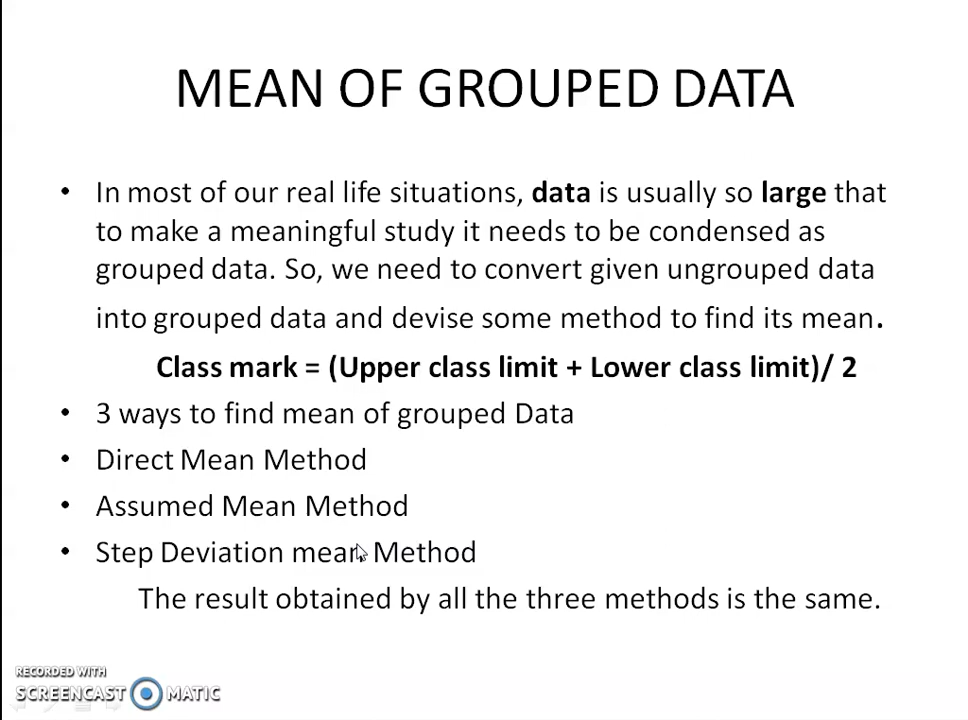 MEAN OF GROUPED DATA
• In most of our real life situations, data is usually so large that
to make a meaningful study it needs to be condensed as
grouped data. So, we need to convert given ungrouped data
into grouped data and devise some method to find its mean.
Class mark = (Upper class limit + Lower class limit)/ 2
• 3 ways to find mean of grouped Data
• Direct Mean Method
• Assumed Mean Method
• Step Deviation mean Method
The result obtained by all the three methods is the same.
RECORDED WITH
SCREENCAST MATIC